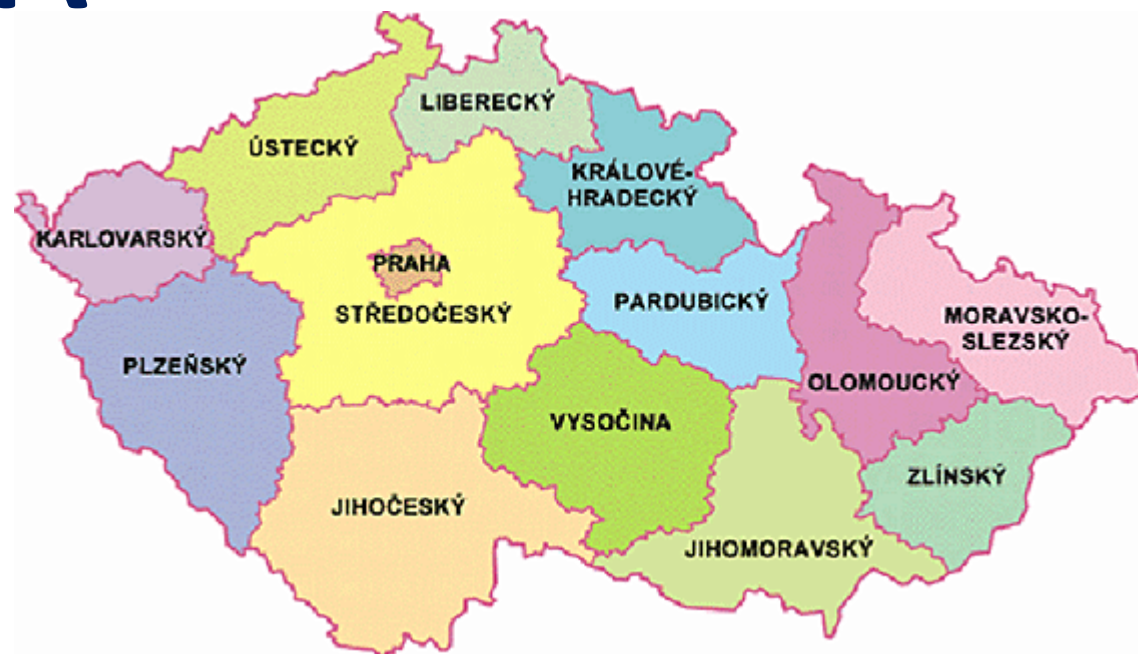 LIBERECKÝ
ÚSTECKÝ
KRÁLOVÉ-
HRADECKÝ
KARLOVARSKÝ
PRAHA
STŘEDOČESKÝ
PARDUBICKÝ
MORAVSKO-
SLEZSKÝ
PLZEŇSKÝ
OLOMOUCKÝ
VYSOČINA
ZLÍNSKÝ
JIHOČESKÝ
JIHOMORAVSKÝ